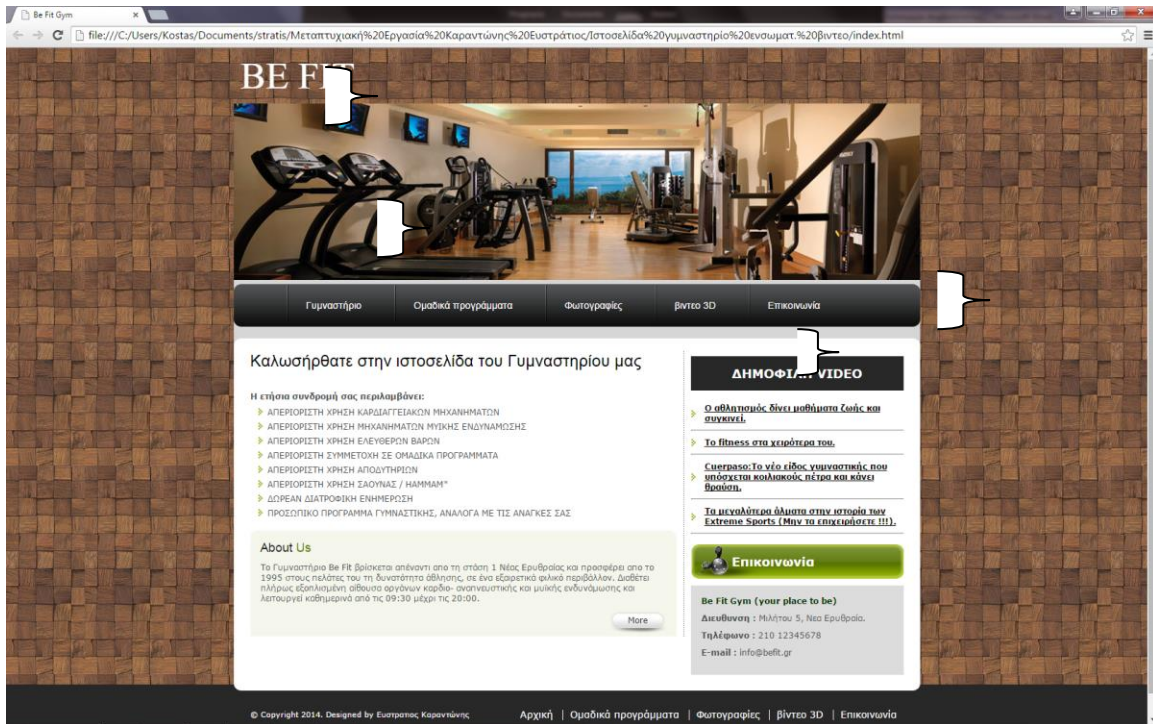 Be Fit Gym
file:///C:/Users/Kostas/Documents/stratis/Μεταπτυχιακή%20Εργασία%20Καραντώνης%20Ευστράτιος/Ιστοσελίδα%20γυμναστηρίο%20ενσωματ.%20βιντεο/index.html
BE FIT
Γυμναστήριο
Ομαδικά προγράμματα
Φωτογραφίες
βιντεο 3D
Επικοινωνία
Καλωσήρθατε στην ιστοσελίδα του Γυμναστηρίου μας
Η ετήσια συνδρομή σας περιλαμβάνει:
ΑΠΕΡΙΟΡΙΣΤΗ ΧΡΗΣΗ ΚΑΡΔΙΑΓΓΕΙΑΚΩΝ ΜΗΧΑΝΗΜΑΤΩΝ
ΑΠΕΡΙΟΡΙΣΤΗ ΧΡΗΣΗ ΜΗΧΑΝΗΜΑΤΩΝ ΜΥΙΚΗΣ ΕΝΔΥΝΑΜΩΣΗΣ
ΑΠΕΡΙΟΡΙΣΤΗ ΧΡΗΣΗ ΕΛΕΥΘΕΡΩΝ ΒΑΡΩΝ
ΑΠΕΡΙΟΡΙΣΤΗ ΣΥΜΜΕΤΟΧΗ ΣΕ ΟΜΑΔΙΚΑ ΠΡΟΓΡΑΜΜΑΤΑ
ΑΠΕΡΙΟΡΙΣΤΗ ΧΡΗΣΗ ΑΠΟΔΥΤΗΡΙΩΝ
ΑΠΕΡΙΟΡΙΣΤΗ ΧΡΗΣΗ ΣΑΟΥΝΑΣ / HAMMAM*
ΔΩΡΕΑΝ ΔΙΑΤΡΟΦΙΚΗ ΕΝΗΜΕΡΩΣΗ
ΠΡΟΣΩΠΙΚΟ ΠΡΟΓΡΑΜΜΑ ΓΥΜΝΑΣΤΙΚΗΣ, ΑΝΑΛΟΓΑ ΜΕ ΤΙΣ ΑΝΑΓΚΕΣ ΣΑΣ
About Us
Το Γυμναστήριο Be Fit βρίσκεται απέναντι απο τη στάση 1 Νέας Ερυθραίας και προσφέρει απο το
1995 στους πελάτες του τη δυνατότητα άθλησης, σε ένα εξαιρετικά φιλικό περιβάλλον. Διαθέτει
πλήρως εξοπλισμένη αίθουσα οργάνων καρδιο- αναπνευστικής και μυϊκής ενδυνάμωσης και
λειτουργεί καθημερινά από τις 09:30 μέχρι τις 20:00.
More
ΔΗΜΟΦΙΛΗ VIDEO
Ο αθλητισμός δίνει μαθήματα ζωής και
συγκινεί.
Το fitness στα χειρότερα του.
Cuerpaso:Το νέο είδος γυμναστικής που
υπόσχεται κοιλιακούς πέτρα και κάνει
θραύση.
Τα μεγαλύτερα άλματα στην ιστορία των
Extreme Sports (Μην τα επιχειρήσετε !!!).
Επικοινωνία
Be Fit Gym (your place to be)
Διευθυνση : Μιλήτου 5, Νεα Ερυθραία.
Τηλέφωνο : 210 12345678
E-mail : info@befit.gr
© Copyright 2014. Designed by Ευστρατιος Καραντώνης
Αρχική | Ομαδικά προγράμματα | Φωτογραφίες | βίντεο 3D | Επικοινωνία